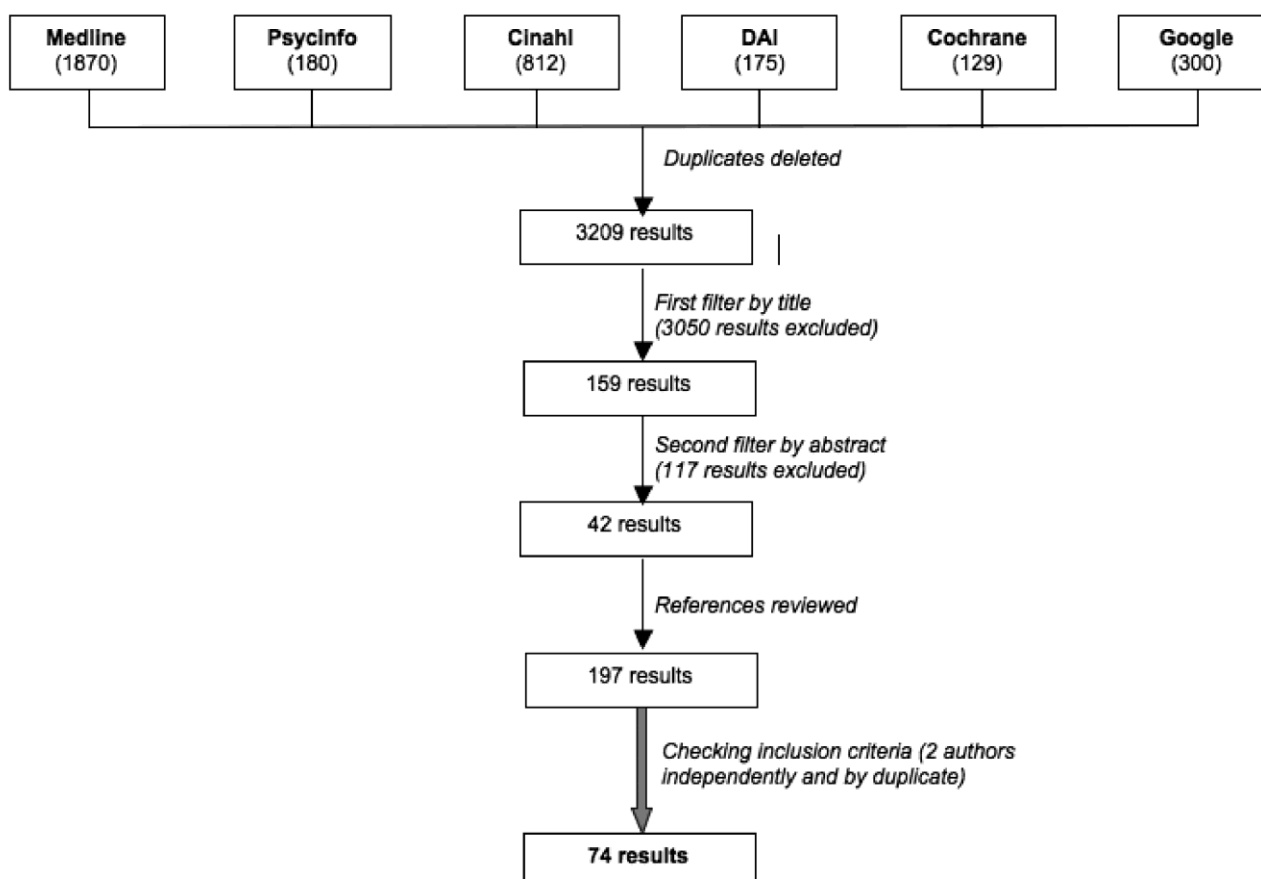 Medline
(1870)
Psycinfo
(180)
Cinahl
(812)
DAI
(175)
Cochrane
(129)
Google
(300)
Duplicates deleted
3209 results
First filter by title
(3050 results excluded)
159 results
Second filter by abstract
(117 results excluded)
42 results
References reviewed
197 results
Checking inclusion criteria (2 authors
independently and by duplicate)
74 results